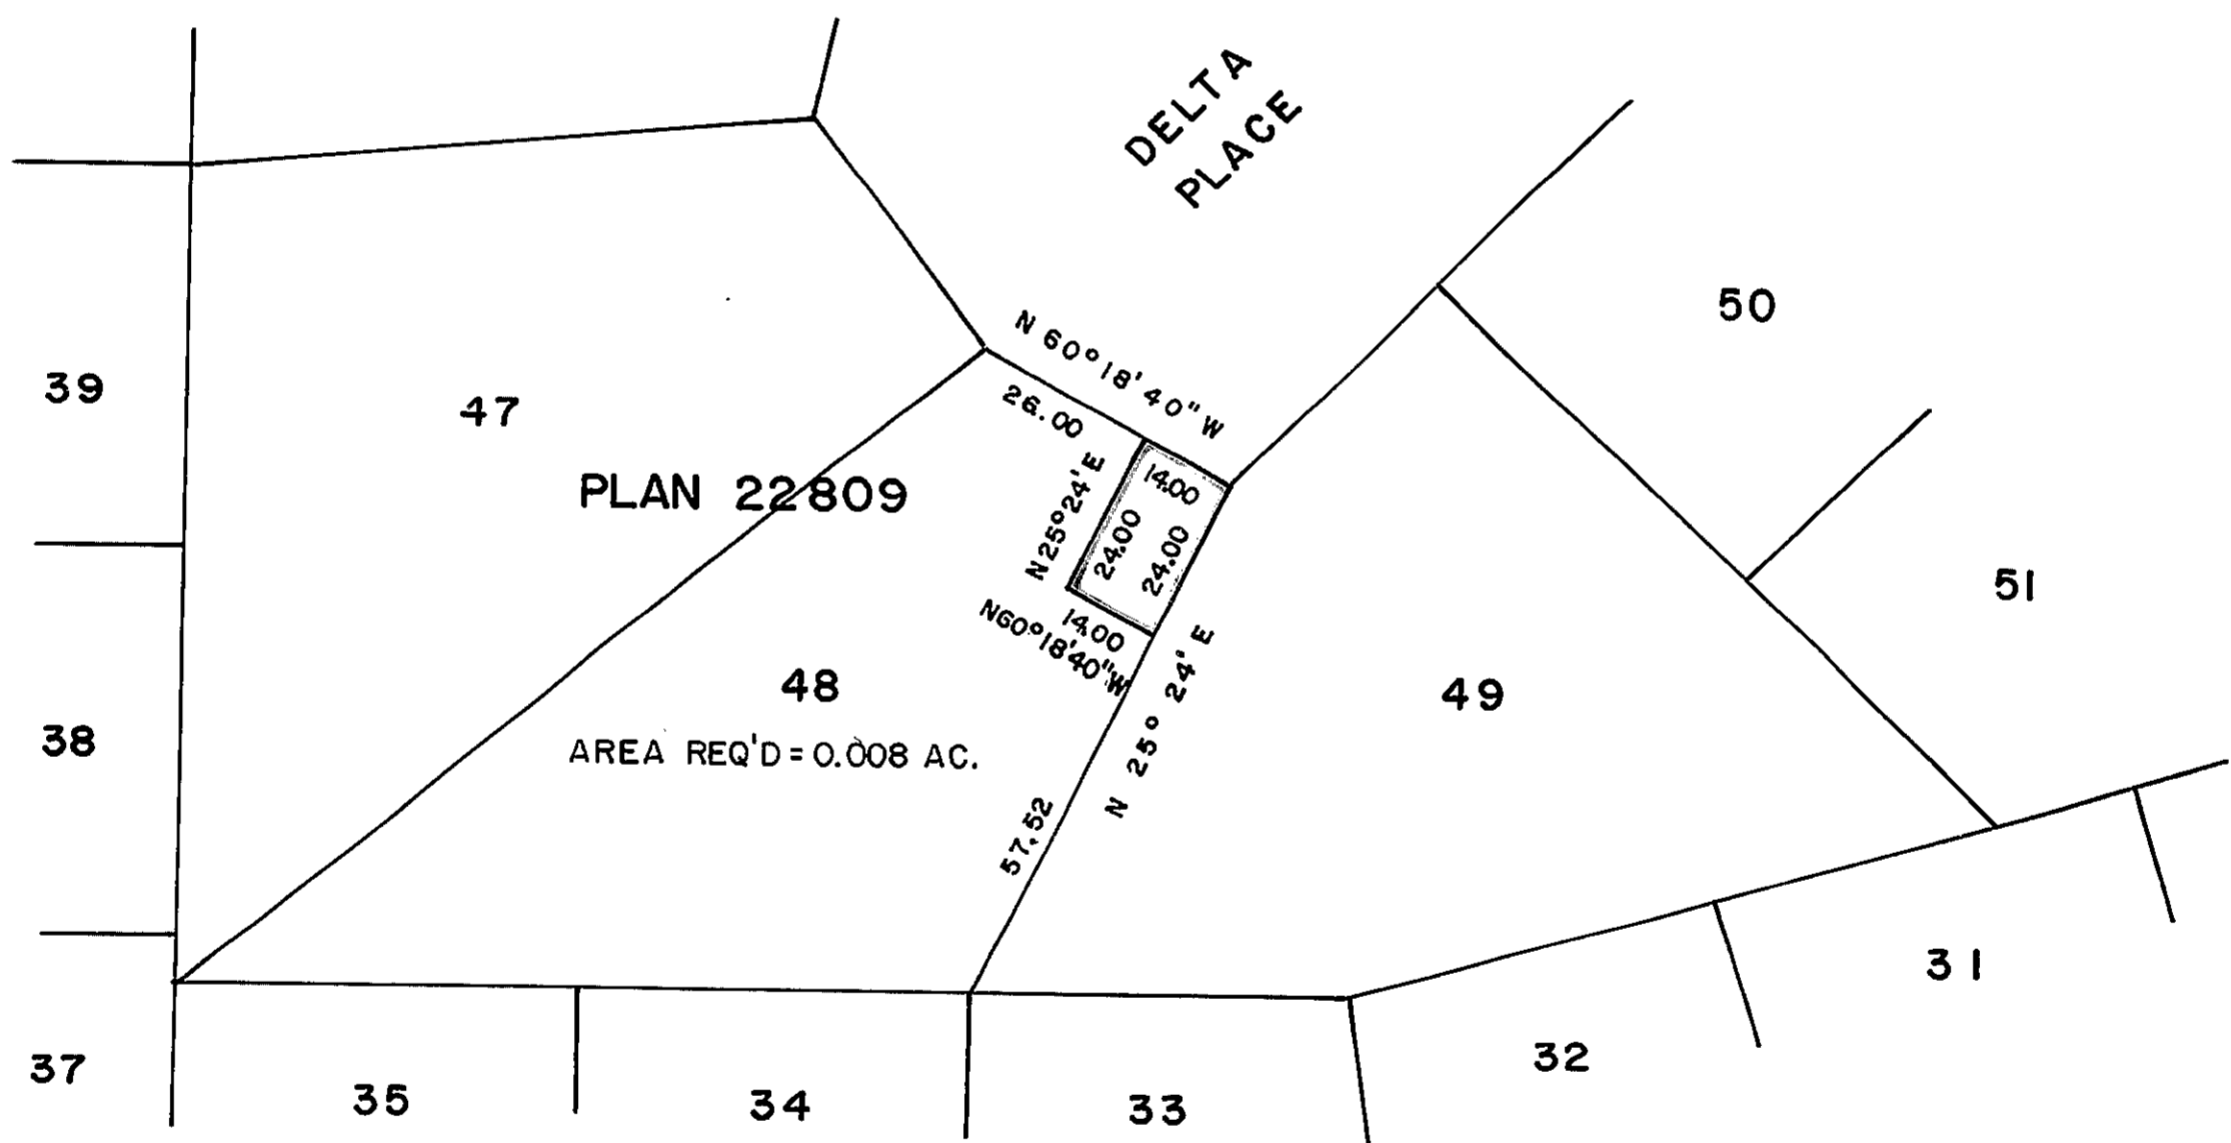 DELTA
PLACE
50
N 60°18'40" W
39
47
26.00
PLAN 22809
N25°24'E
14.00
24.00
24.00
51
14.00
N60°18'40"W
48
49
N 25° 24' E
38
AREA REQ'D = 0.008 AC.
57.52
31
37
35
34
33
32